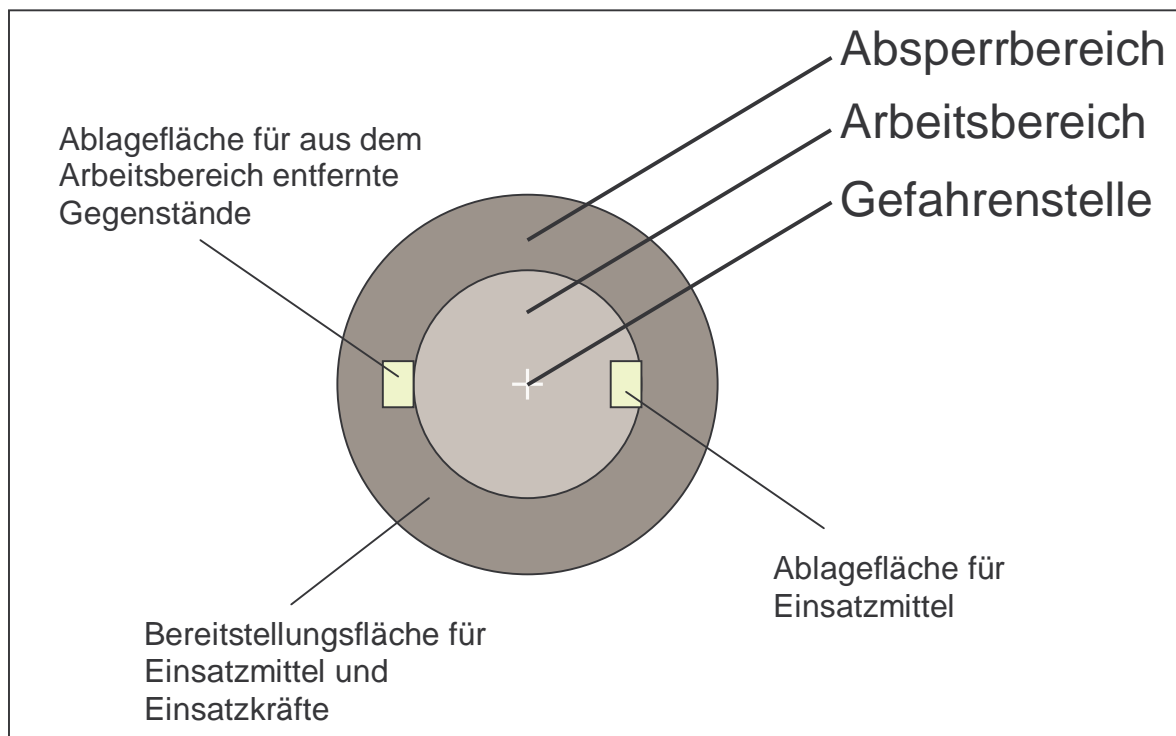 Absperrbereich
Arbeitsbereich
Gefahrenstelle
Ablagefläche für aus dem
Arbeitsbereich entfernte
Gegenstände
Ablagefläche für
Einsatzmittel
Bereitstellungsfläche für
Einsatzmittel und
Einsatzkräfte